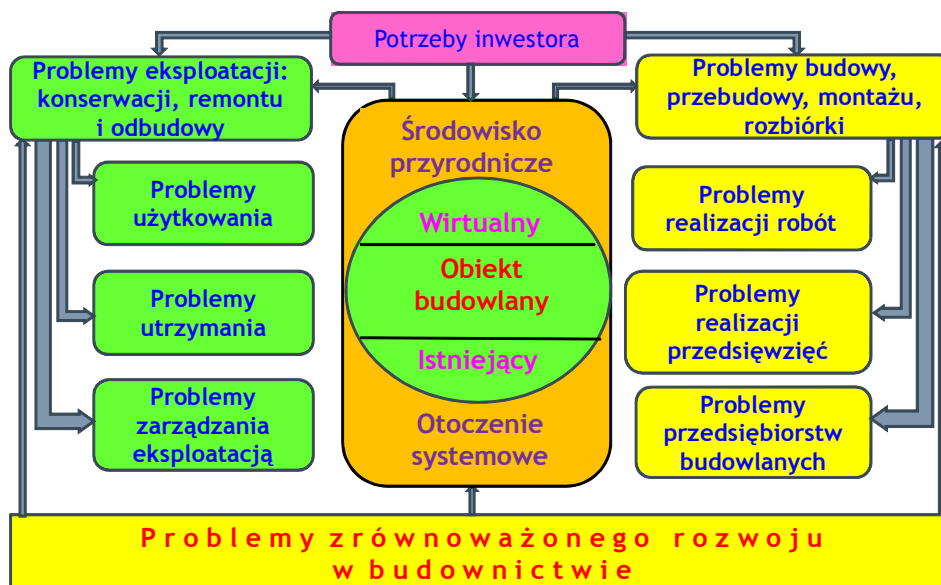 Potrzeby inwestora
Problemy eksploatacji:
konserwacji, remontu
i odbudowy
Problemy
użytkowania
Problemy
utrzymania
Problemy
zarządzania
eksploatacją
Środowisko
przyrodnicze
Wirtualny
Obiekt
budowlany
Istniejący
Otoczenie
systemowe
Problemy budowy,
przebudowy, montażu,
rozbiórki
Problemy
realizacji robót
Problemy
realizacji
przedsięwzięć
Problemy
przedsiębiorstw
budowlanych
Problemy zrównoważonego rozwoju
w budownictwie